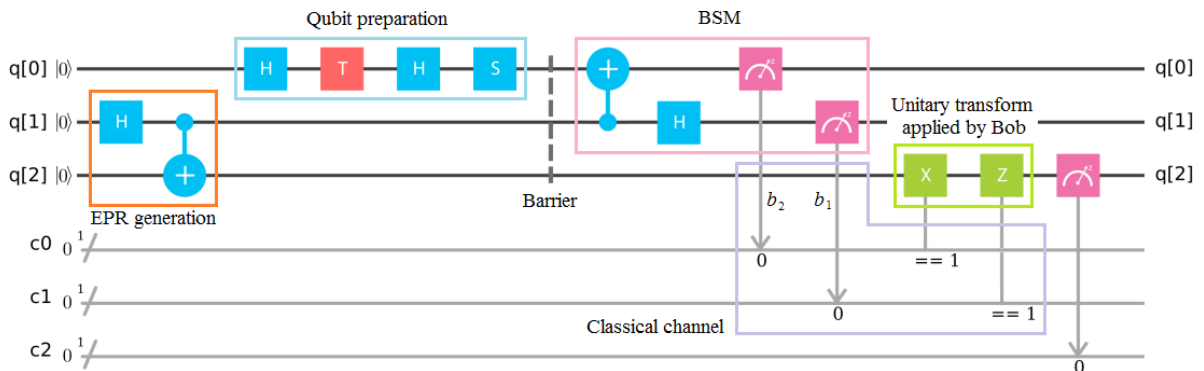 Qubit preparation
BSM
q[0] |0⟩ H T H S + z q[0]
q[1] |0⟩ H H z q[1]
Unitary transform
applied by Bob
q[2] |0⟩ + X Z z q[2]
EPR generation
Barrier
b2 b1
c0 0 1 0 == 1
c1 0 1 0 == 1
Classical channel
c2 0 1 0